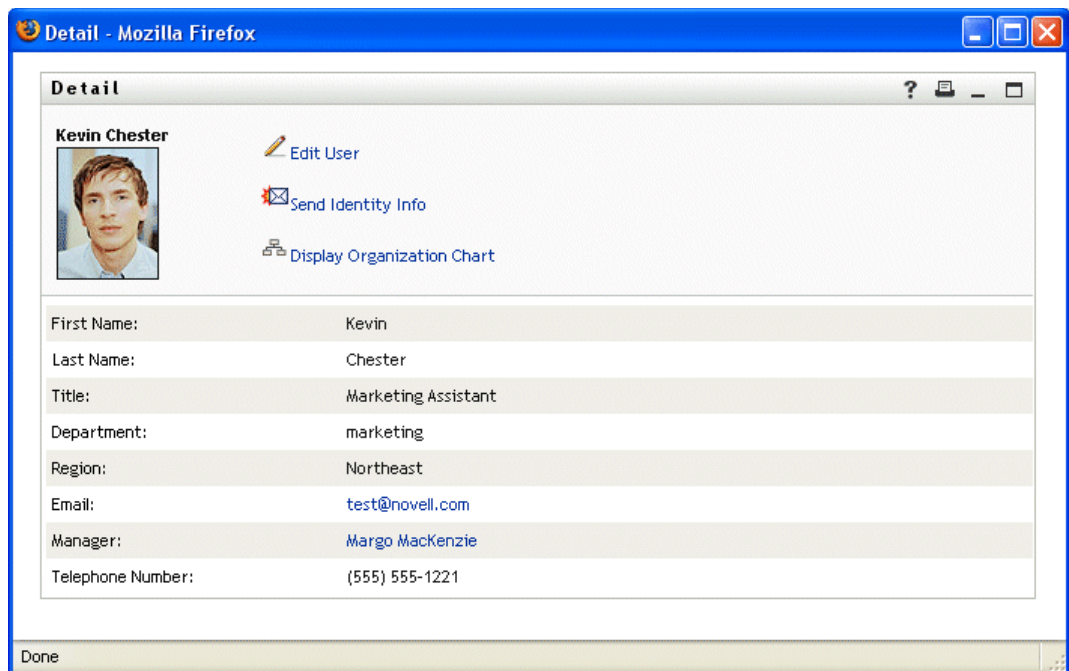 Detail - Mozilla Firefox
Detail
Kevin Chester
Edit User
Send Identity Info
Display Organization Chart
First Name: Kevin
Last Name: Chester
Title: Marketing Assistant
Department: marketing
Region: Northeast
Email: test@novell.com
Manager: Margo MacKenzie
Telephone Number: (555) 555-1221
Done